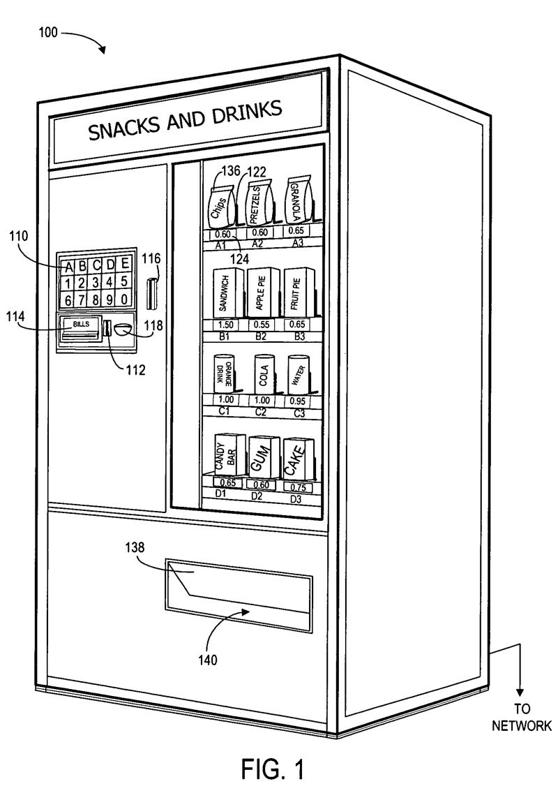 100
SNACKS AND DRINKS
136 122
Chips PRETZELS GRANOLA
0.60 0.60 0.65
A1 A2 A3
124
110
A B C D E
1 2 3 4 5
6 7 8 9 0
116
114
BILLS
118
112
SANDWICH APPLE PIE FRUIT PIE
1.50 0.55 0.65
B1 B2 B3
ORANGE
DRINK
COLA WATER
1.00 1.00 0.95
C1 C2 C3
CANDY
BAR
GUM CAKE
0.65 0.60 0.75
D1 D2 D3
138
140
TO
NETWORK
FIG. 1